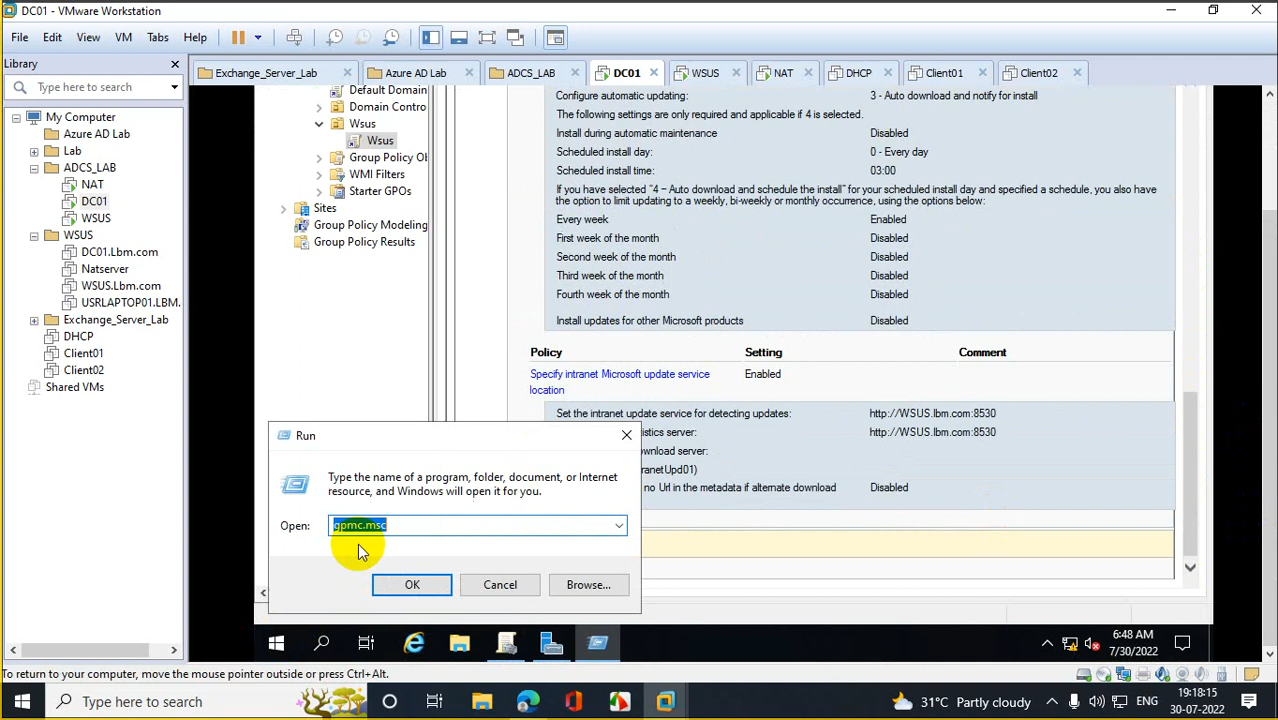 DC01 - VMware Workstation
File Edit View VM Tabs Help
Library
Type here to search
My Computer
Azure AD Lab
Lab
ADCS_LAB
NAT
DC01
WSUS
WSUS
DC01.Lbm.com
Natserver
WSUS.Lbm.com
USRLAPTOP01.LBM.
Exchange_Server_Lab
DHCP
Client01
Client02
Shared VMs
Exchange_Server_Lab Azure AD Lab ADCS_LAB DC01 WSUS NAT DHCP Client01 Client02
Default Domain
Domain Contro
Wsus
Wsus
Group Policy Ob
WMI Filters
Starter GPOs
Sites
Group Policy Modeling
Group Policy Results
Configure automatic updating: 3 - Auto download and notify for install
The following settings are only required and applicable if 4 is selected.
Install during automatic maintenance Disabled
Scheduled install day: 0 - Every day
Scheduled install time: 03:00
If you have selected "4 – Auto download and schedule the install" for your scheduled install day and specified a schedule, you also have
the option to limit updating to a weekly, bi-weekly or monthly occurrence, using the options below:
Every week Enabled
First week of the month Disabled
Second week of the month Disabled
Third week of the month Disabled
Fourth week of the month Disabled
Install updates for other Microsoft products Disabled
Policy Setting Comment
Specify intranet Microsoft update service Enabled
location
Set the intranet update service for detecting updates: http://WSUS.lbm.com:8530
istics server: http://WSUS.lbm.com:8530
ownload server:
ranetUpd01)
no Url in the metadata if alternate download Disabled
Run
Type the name of a program, folder, document, or Internet
resource, and Windows will open it for you.
Open: gpmc.msc
OK Cancel Browse...
6:48 AM
7/30/2022
To return to your computer, move the mouse pointer outside or press Ctrl+Alt.
Type here to search
31°C Partly cloudy
ENG
19:18:15
30-07-2022